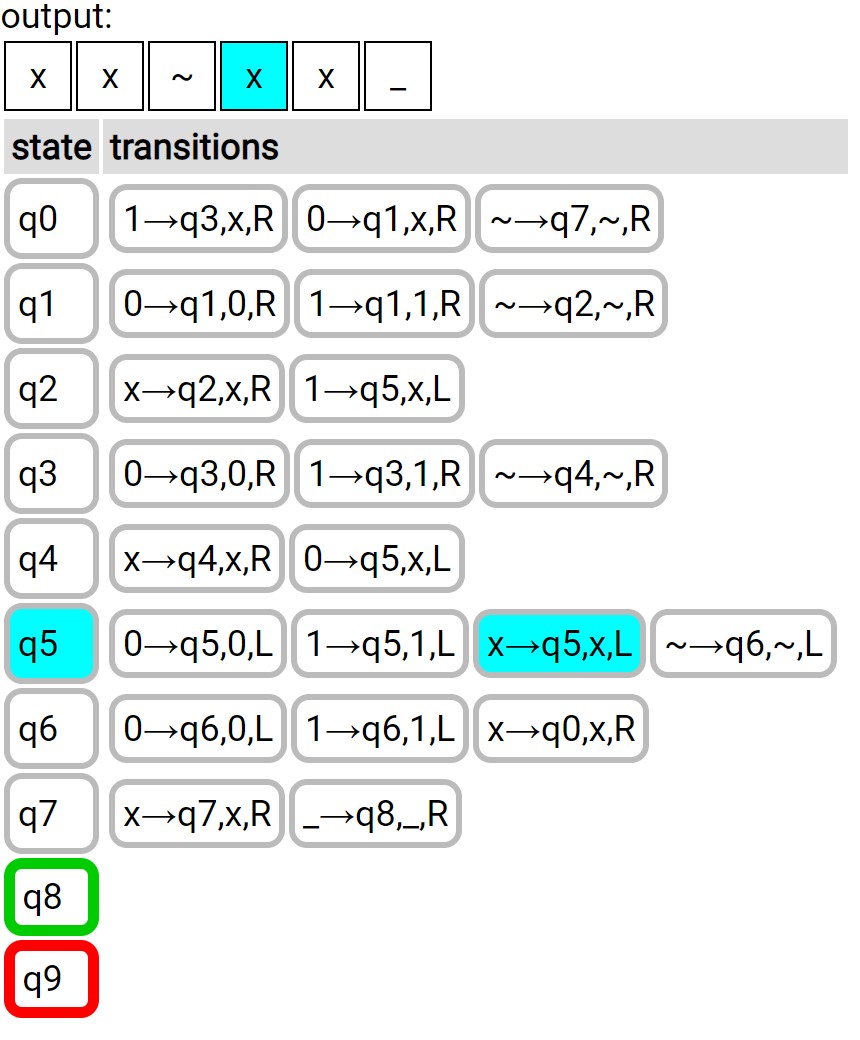 output:
x x ~ x x _
state transitions
q0 1→q3,x,R 0→q1,x,R ~→q7,~,R
q1 0→q1,0,R 1→q1,1,R ~→q2,~,R
q2 x→q2,x,R 1→q5,x,L
q3 0→q3,0,R 1→q3,1,R ~→q4,~,R
q4 x→q4,x,R 0→q5,x,L
q5 0→q5,0,L 1→q5,1,L x→q5,x,L ~→q6,~,L
q6 0→q6,0,L 1→q6,1,L x→q0,x,R
q7 x→q7,x,R _→q8,_,R
q8
q9